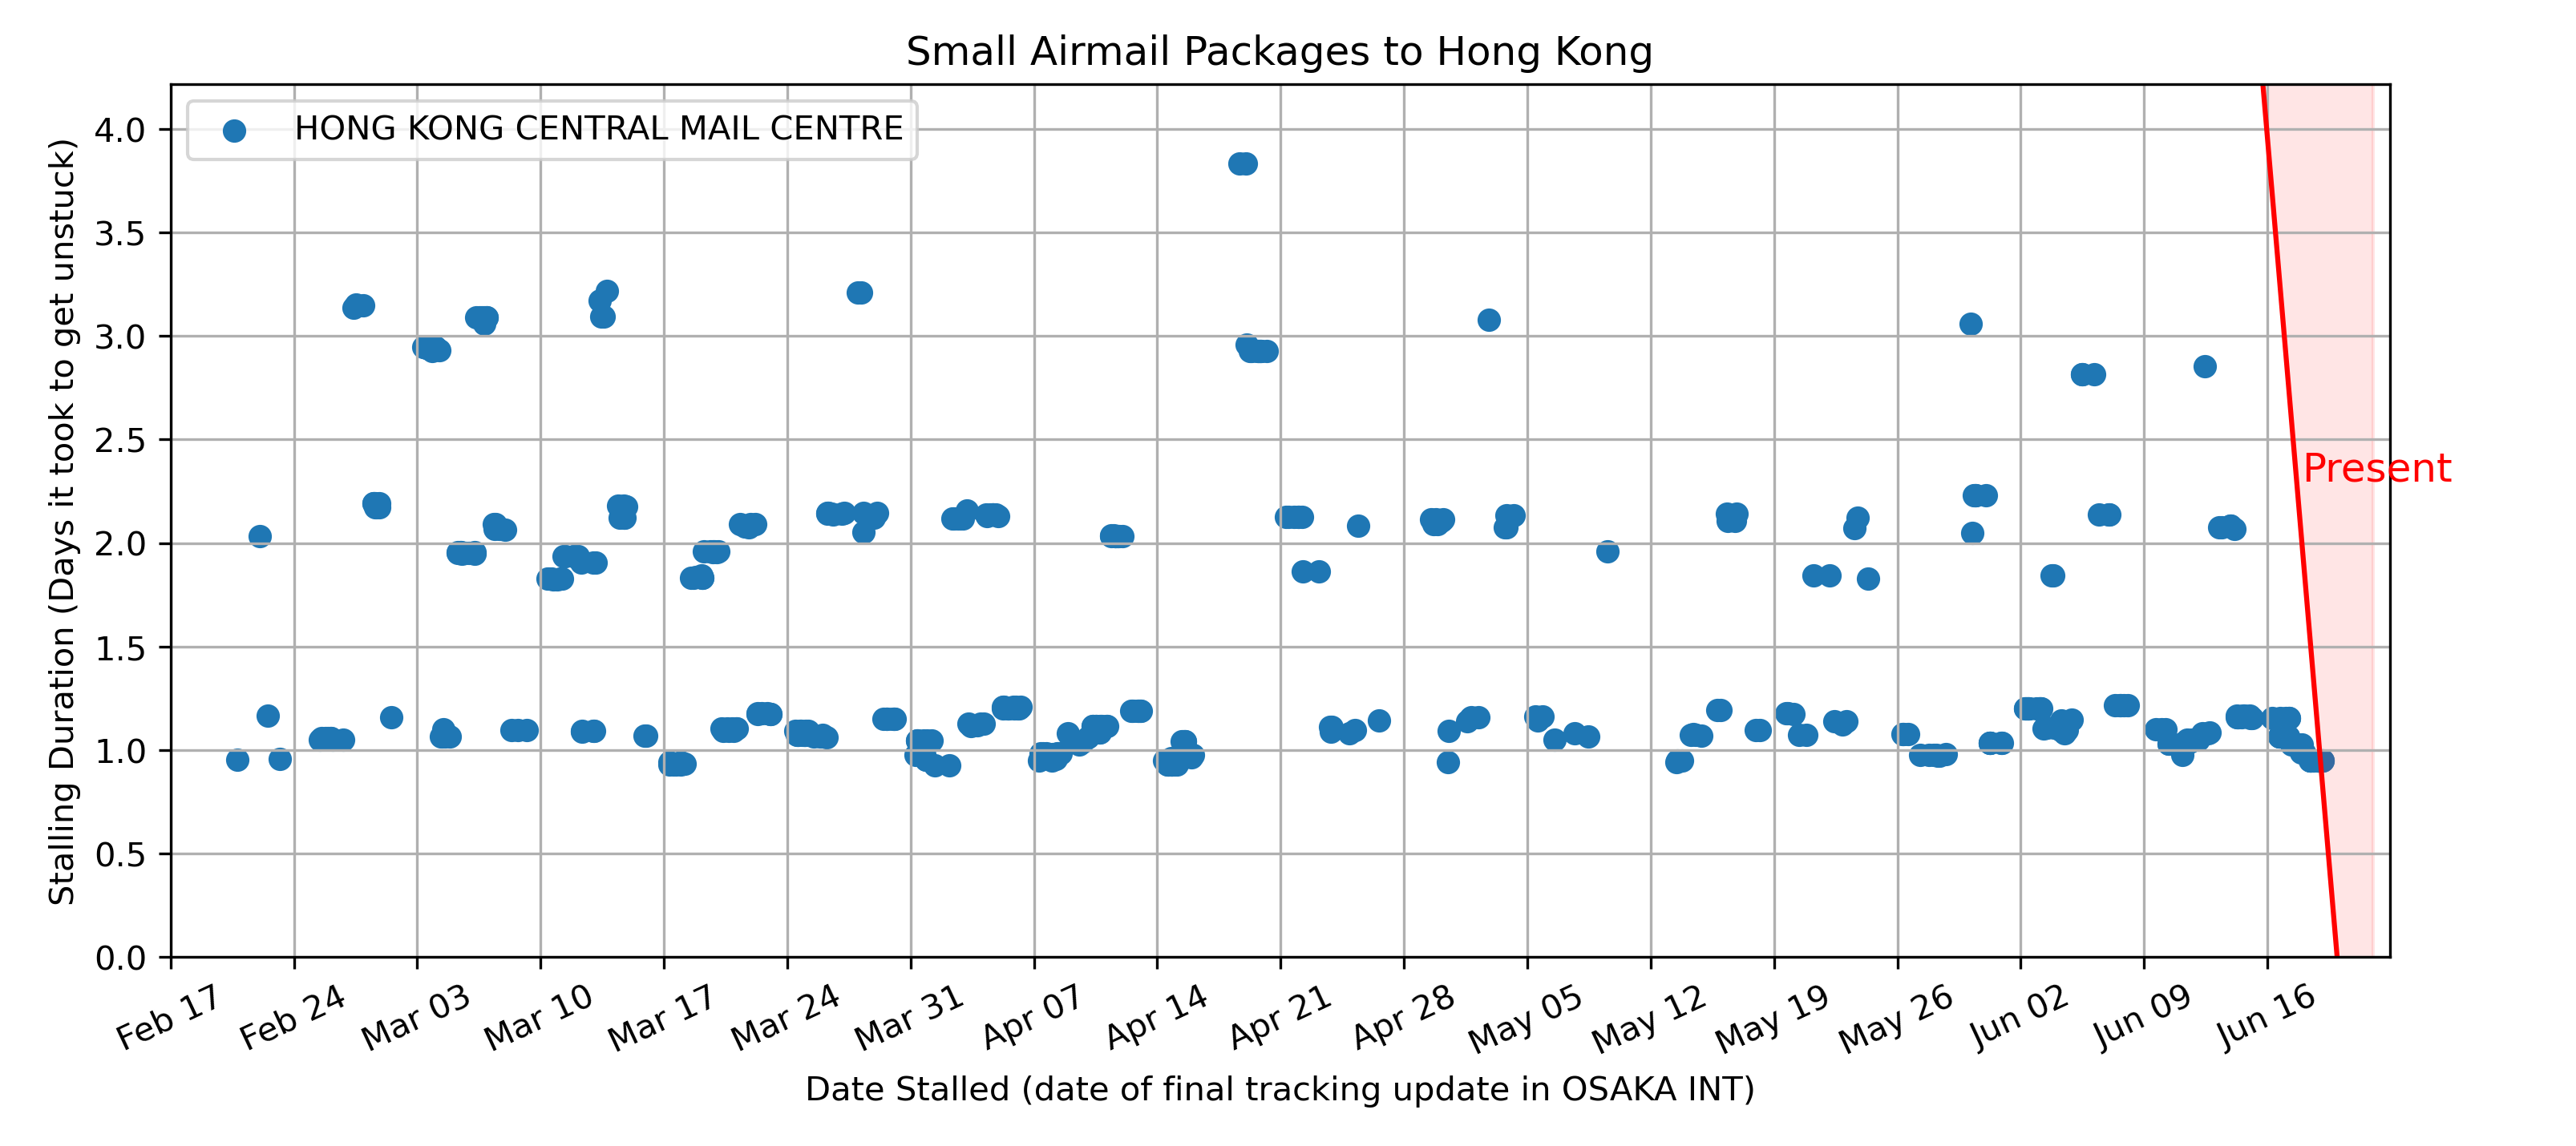 Small Airmail Packages to Hong Kong
HONG KONG CENTRAL MAIL CENTRE
Stalling Duration (Days it took to get unstuck)
4.0
3.5
3.0
2.5
2.0
1.5
1.0
0.5
0.0
Present
Feb 17
Feb 24
Mar 03
Mar 10
Mar 17
Mar 24
Mar 31
Apr 07
Apr 14
Apr 21
Apr 28
May 05
May 12
May 19
May 26
Jun 02
Jun 09
Jun 16
Date Stalled (date of final tracking update in OSAKA INT)